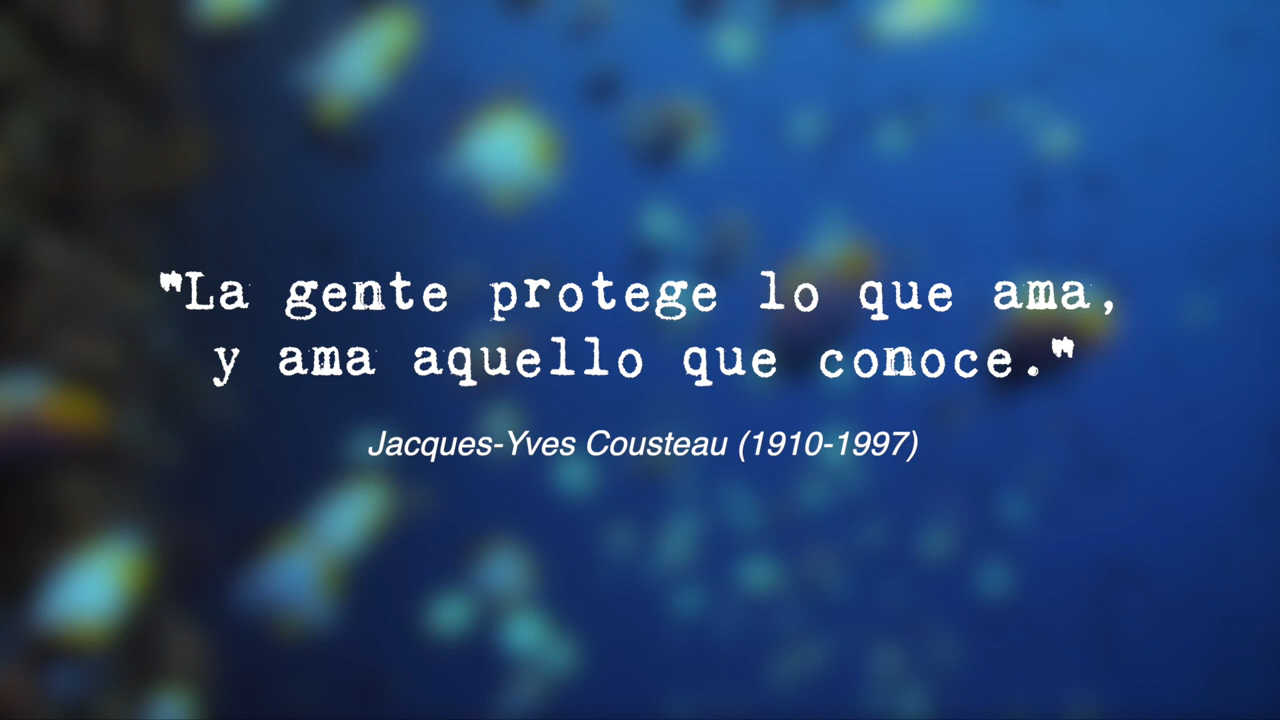 "La gente protege lo que ama,
y ama aquello que conoce."
Jacques-Yves Cousteau (1910-1997)